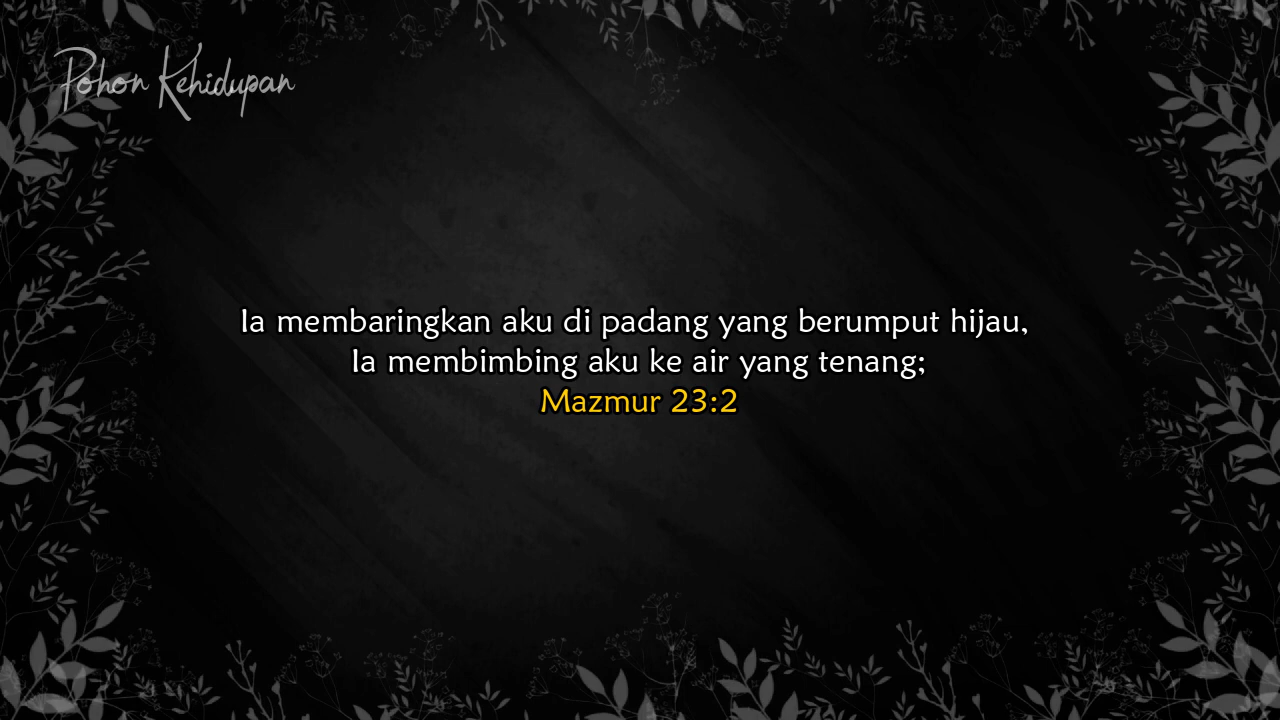 Pohon Kehidupan
Ia membaringkan aku di padang yang berumput hijau,
Ia membimbing aku ke air yang tenang;
Mazmur 23:2